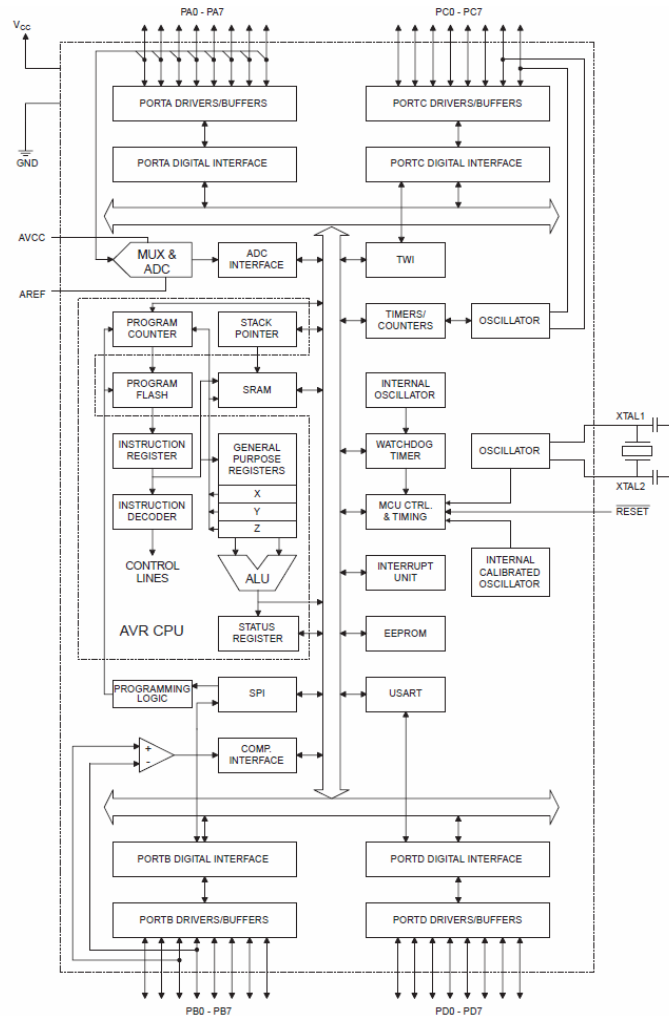 PA0 - PA7
PC0 - PC7
VCC
GND
PORTA DRIVERS/BUFFERS
PORTC DRIVERS/BUFFERS
PORTA DIGITAL INTERFACE
PORTC DIGITAL INTERFACE
AVCC
AREF
MUX &
ADC
ADC
INTERFACE
TWI
PROGRAM
COUNTER
STACK
POINTER
TIMERS/
COUNTERS
OSCILLATOR
PROGRAM
FLASH
SRAM
INTERNAL
OSCILLATOR
INSTRUCTION
REGISTER
GENERAL
PURPOSE
REGISTERS
X
Y
Z
WATCHDOG
TIMER
OSCILLATOR
XTAL1
XTAL2
INSTRUCTION
DECODER
MCU CTRL.
& TIMING
RESET
CONTROL
LINES
ALU
INTERRUPT
UNIT
INTERNAL
CALIBRATED
OSCILLATOR
AVR CPU
STATUS
REGISTER
EEPROM
PROGRAMMING
LOGIC
SPI
USART
+
-
COMP.
INTERFACE
PORTB DIGITAL INTERFACE
PORTD DIGITAL INTERFACE
PORTB DRIVERS/BUFFERS
PORTD DRIVERS/BUFFERS
PB0 - PB7
PD0 - PD7